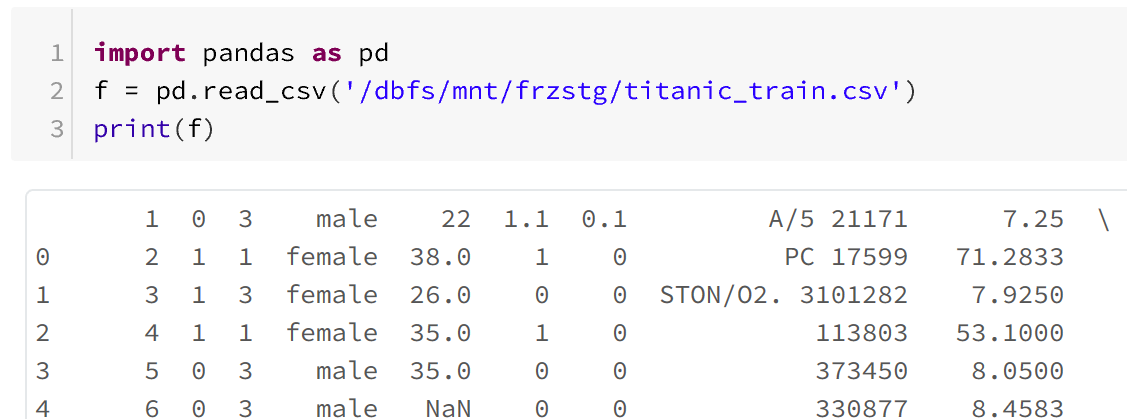 1 import pandas as pd
2 f = pd.read_csv('/dbfs/mnt/frzstg/titanic_train.csv')
3 print(f)
1 0 3 male 22 1.1 0.1 A/5 21171 7.25 \
0 2 1 1 female 38.0 1 0 PC 17599 71.2833
1 3 1 3 female 26.0 0 0 STON/O2. 3101282 7.9250
2 4 1 1 female 35.0 1 0 113803 53.1000
3 5 0 3 male 35.0 0 0 373450 8.0500
4 6 0 3 male NaN 0 0 330877 8.4583